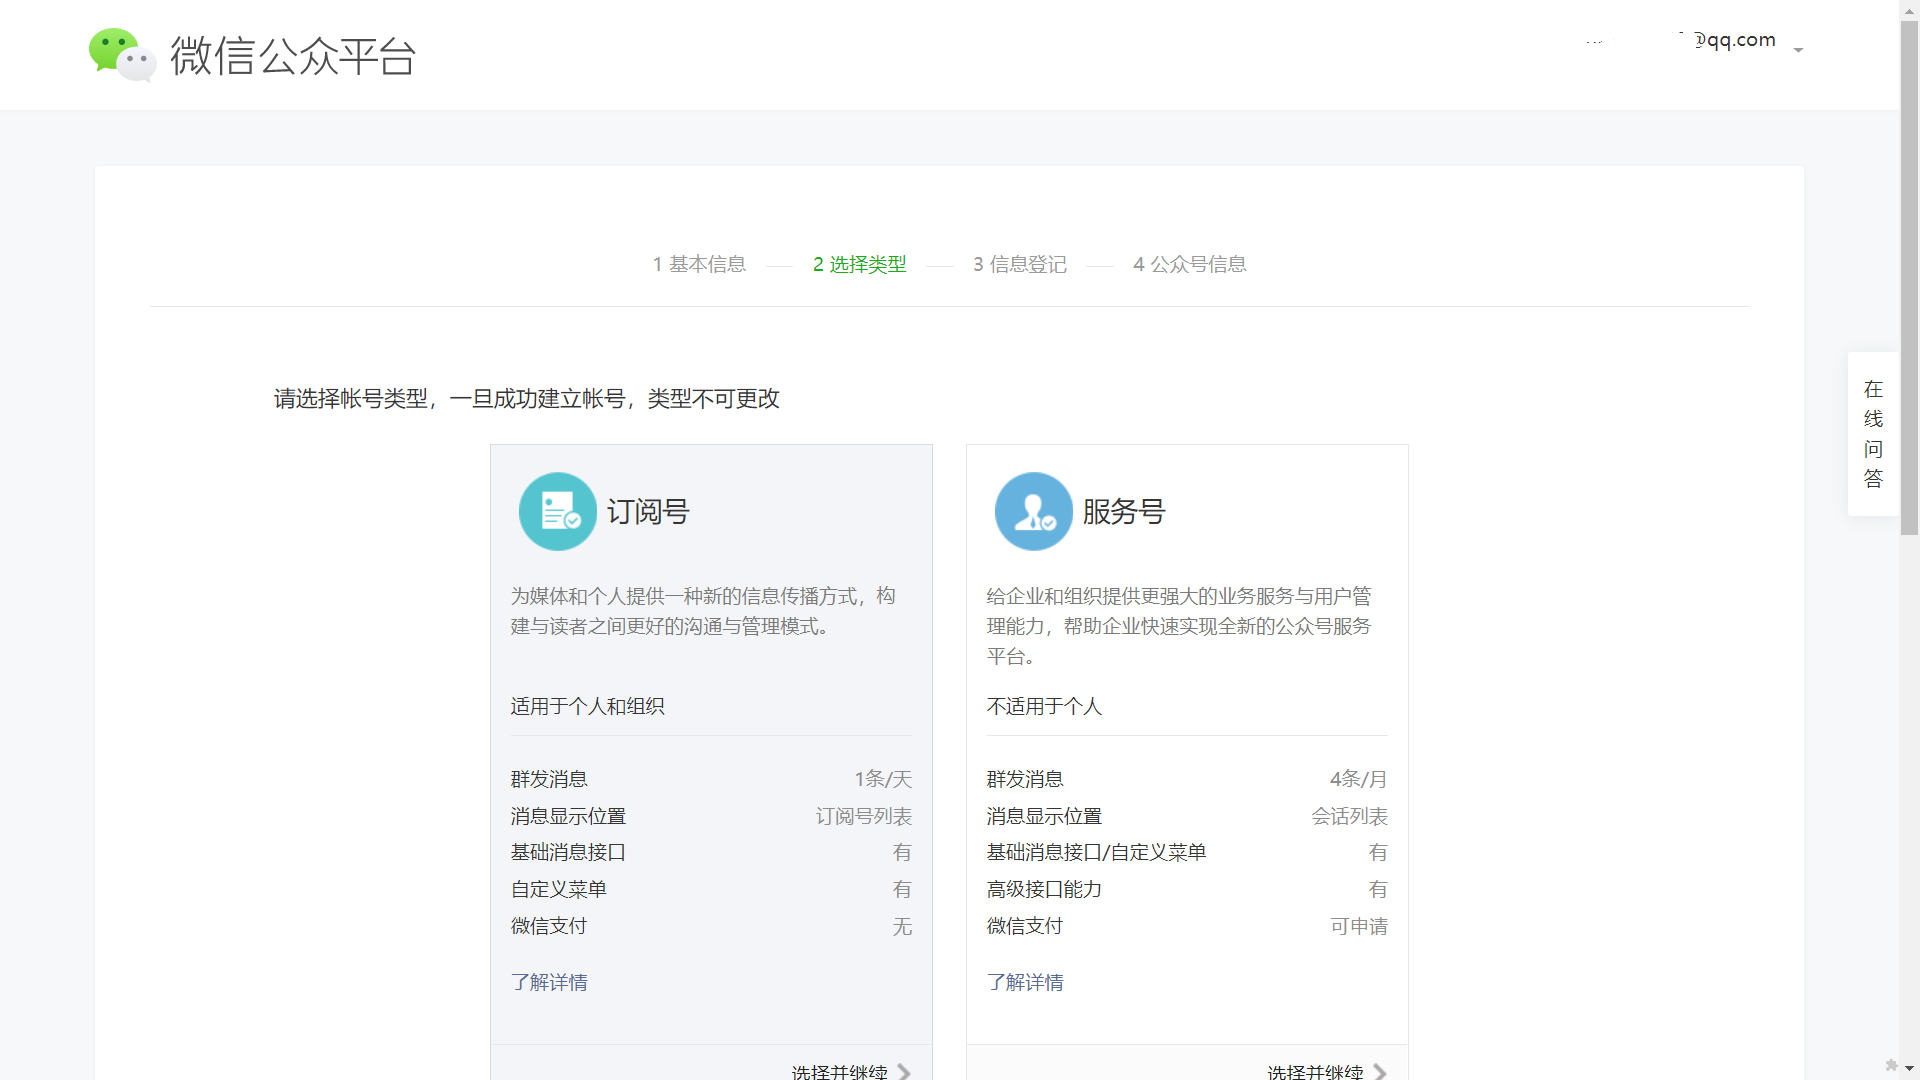 微信公众平台
@qq.com
1 基本信息
2 选择类型
3 信息登记
4 公众号信息
请选择帐号类型，一旦成功建立帐号，类型不可更改
订阅号
为媒体和个人提供一种新的信息传播方式，构
建与读者之间更好的沟通与管理模式。
适用于个人和组织
群发消息 1条/天
消息显示位置 订阅号列表
基础消息接口 有
自定义菜单 有
微信支付 无
了解详情
选择并继续
服务号
给企业和组织提供更强大的业务服务与用户管
理能力，帮助企业快速实现全新的公众号服务
平台。
不适用于个人
群发消息 4条/月
消息显示位置 会话列表
基础消息接口/自定义菜单 有
高级接口能力 有
微信支付 可申请
了解详情
选择并继续
在
线
问
答